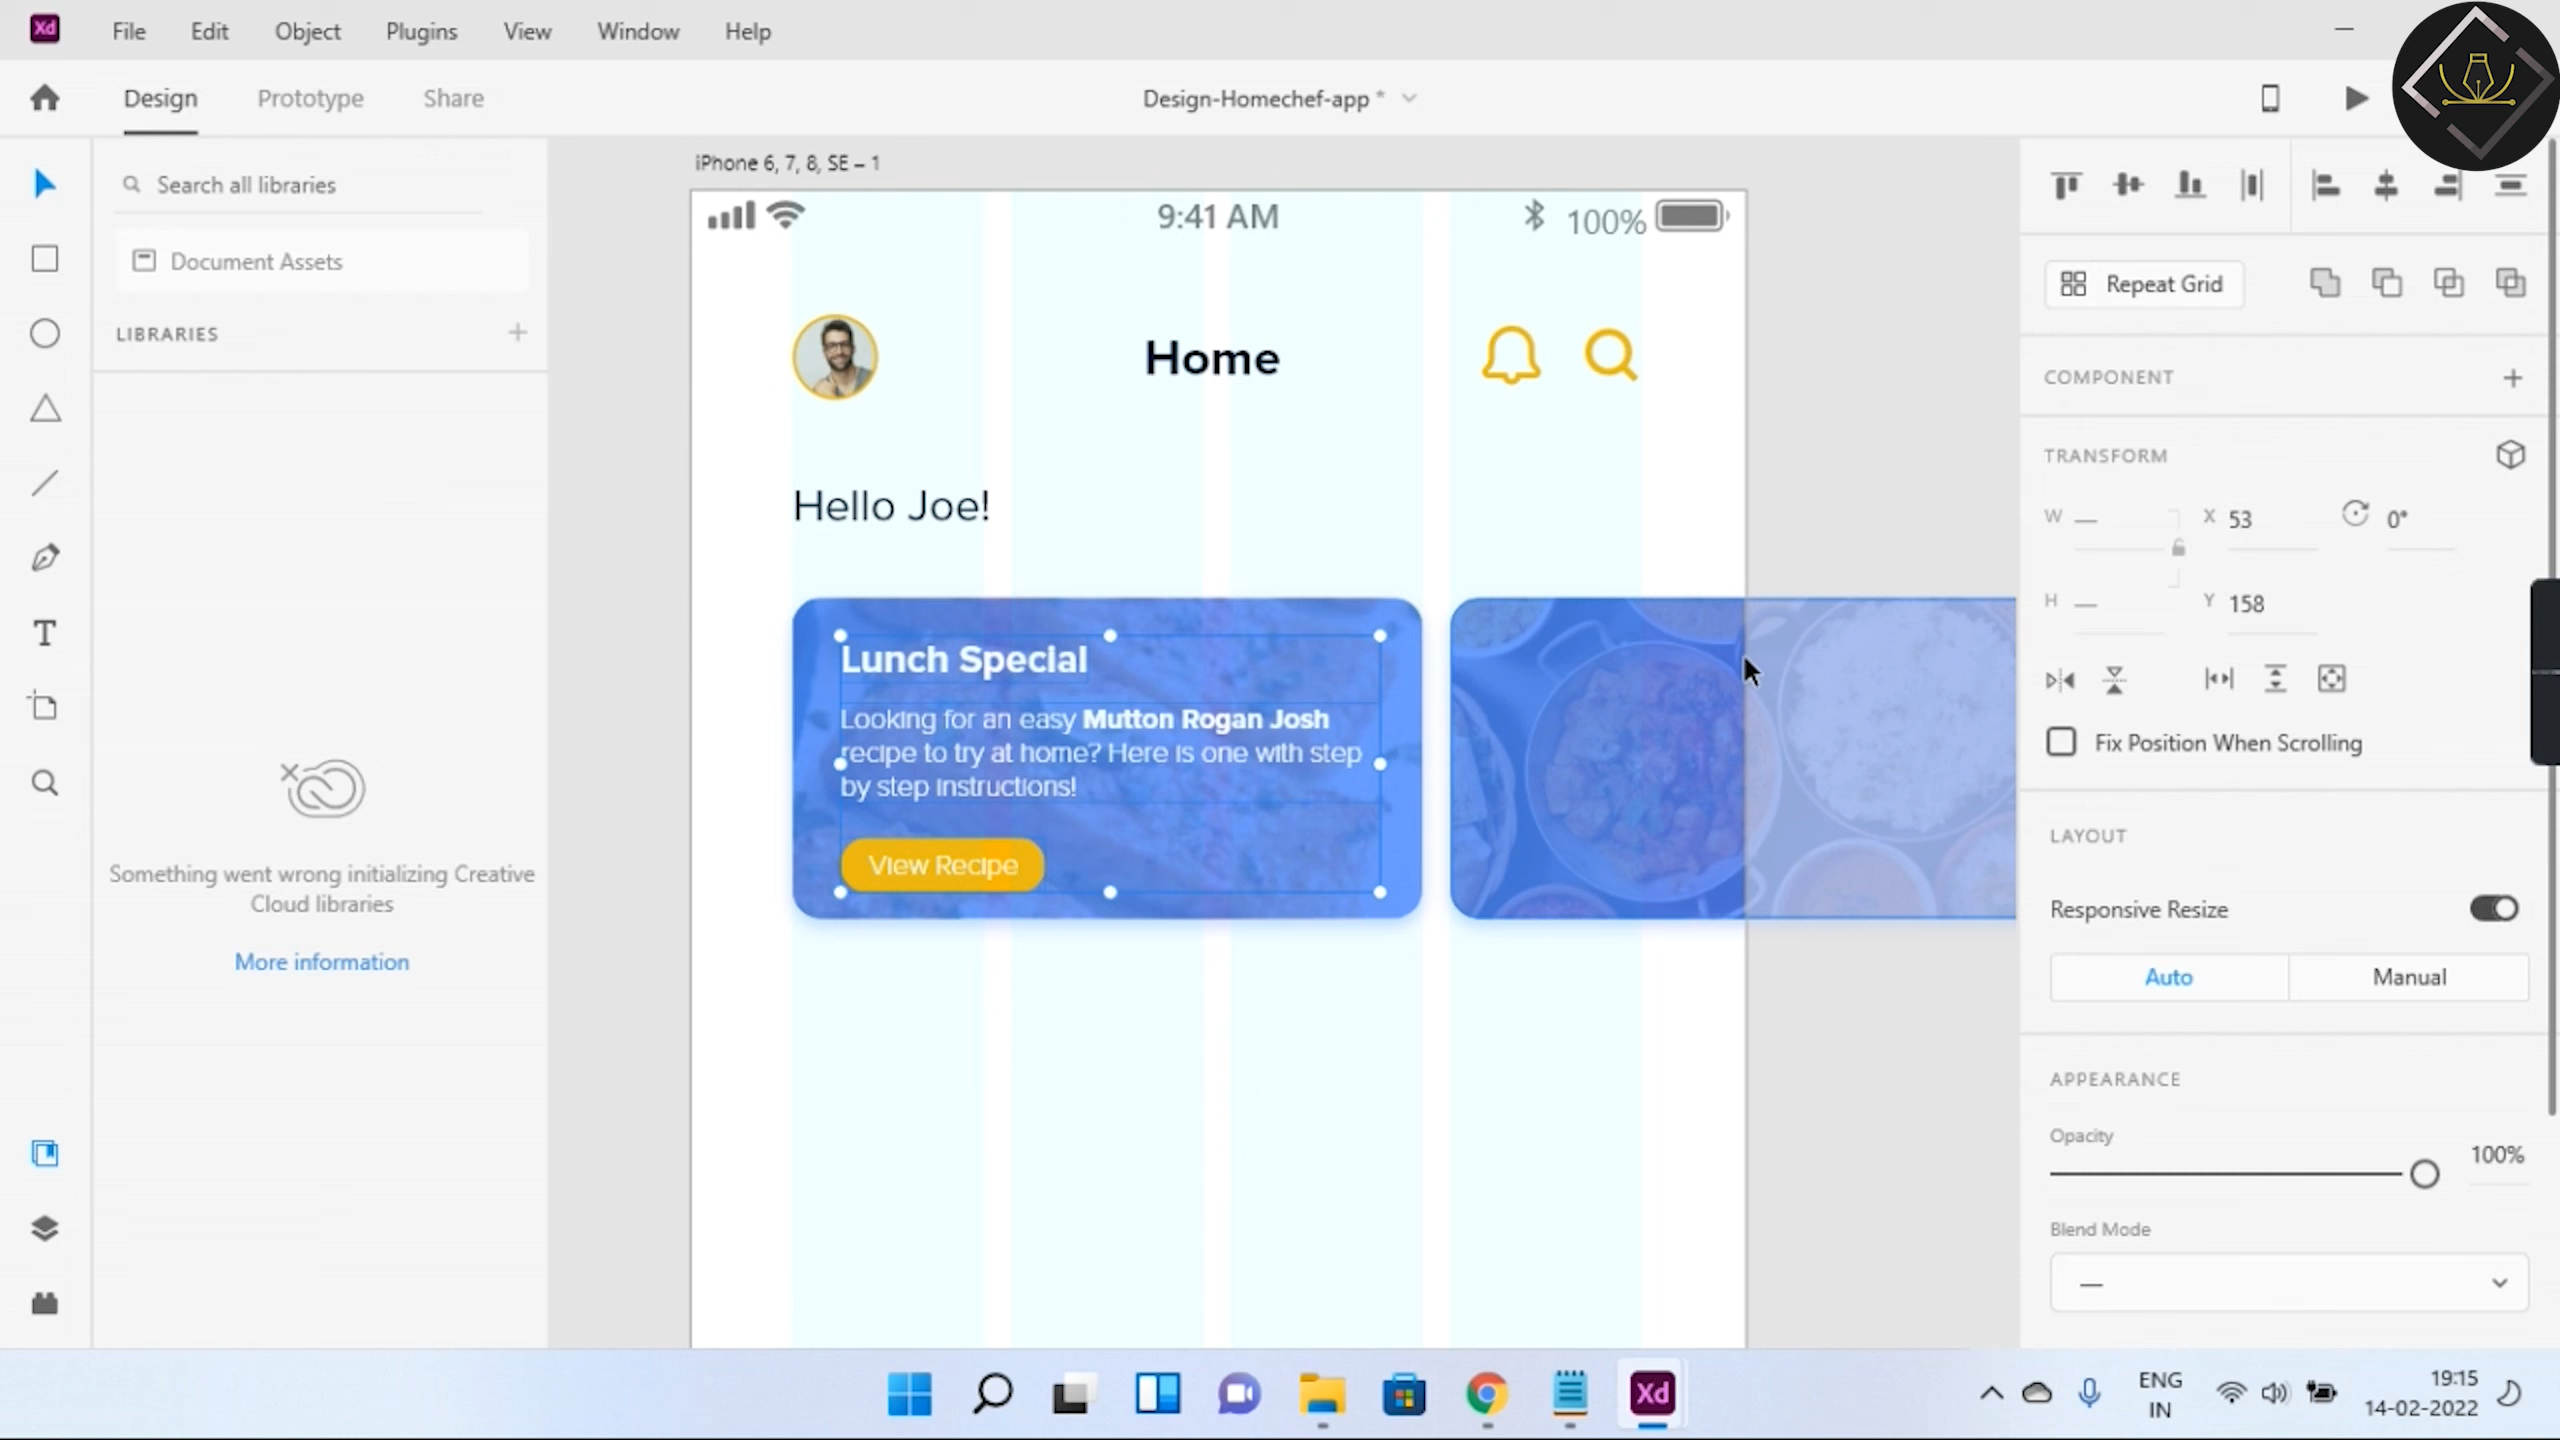 Xd
File
Edit
Object
Plugins
View
Window
Help
Design
Prototype
Share
Design-Homechef-app *
Search all libraries
Document Assets
LIBRARIES
Something went wrong initializing Creative
Cloud libraries
More information
iPhone 6, 7, 8, SE – 1
9:41 AM
100%
Home
Hello Joe!
Lunch Special
Looking for an easy Mutton Rogan Josh
recipe to try at home? Here is one with step
by step instructions!
View Recipe
Repeat Grid
COMPONENT
TRANSFORM
W —
X 53
0°
H —
Y 158
Fix Position When Scrolling
LAYOUT
Responsive Resize
Auto
Manual
APPEARANCE
Opacity
100%
Blend Mode
—
Xd
ENG
IN
19:15
14-02-2022